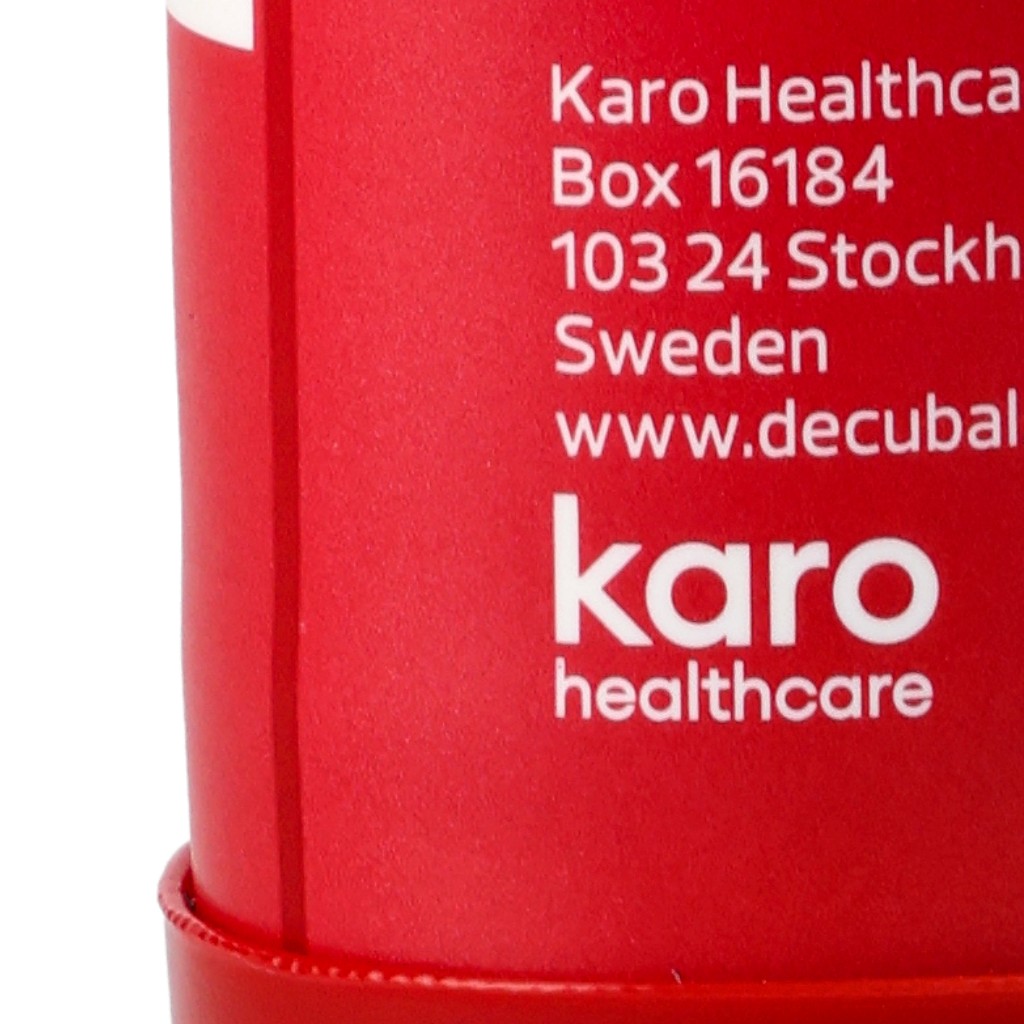 Karo Healthca
Box 16184
103 24 Stockh
Sweden
www.decubal
karo
healthcare